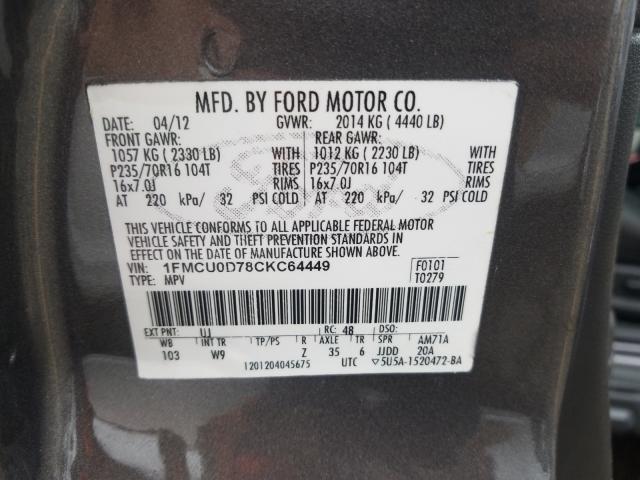 MFD. BY FORD MOTOR CO.
DATE: 04/12 GVWR: 2014 KG ( 4440 LB)
FRONT GAWR: REAR GAWR:
1057 KG ( 2330 LB) WITH 1012 KG ( 2230 LB) WITH
P235/70R16 104T TIRES P235/70R16 104T TIRES
16x7.0J RIMS 16x7.0J RIMS
AT 220 kPa/ 32 PSI COLD AT 220 kPa/ 32 PSI COLD
THIS VEHICLE CONFORMS TO ALL APPLICABLE FEDERAL MOTOR
VEHICLE SAFETY AND THEFT PREVENTION STANDARDS IN
EFFECT ON THE DATE OF MANUFACTURE SHOWN ABOVE.
VIN: 1FMCU0D78CKC64449 F0101
TYPE: MPV T0279
EXT PNT: UJ RC: 48 DSO:
WB INT TR TP/PS R AXLE TR SPR AM71A
103 W9 Z 35 6 JJDD 20A
1201204045675 UTC ▽5U5A-1520472-BA